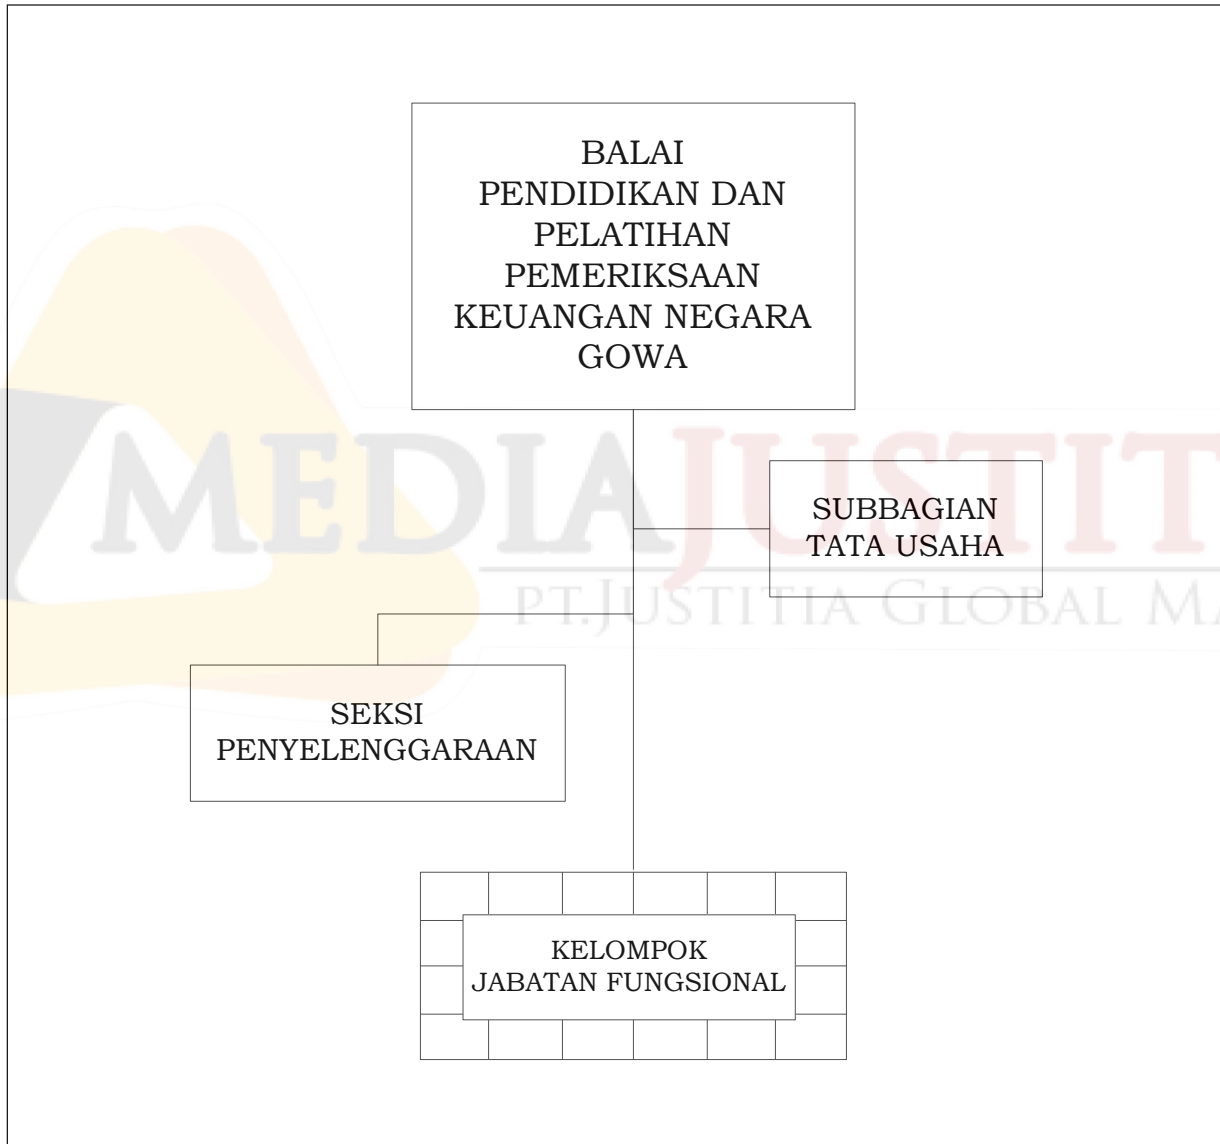 BALAI
PENDIDIKAN DAN
PELATIHAN
PEMERIKSAAN
KEUANGAN NEGARA
GOWA
SUBBAGIAN
TATA USAHA
MEDIAJUSTIT
PT.JUSTITIA GLOBAL MA
SEKSI
PENYELENGGARAAN
KELOMPOK
JABATAN FUNGSIONAL